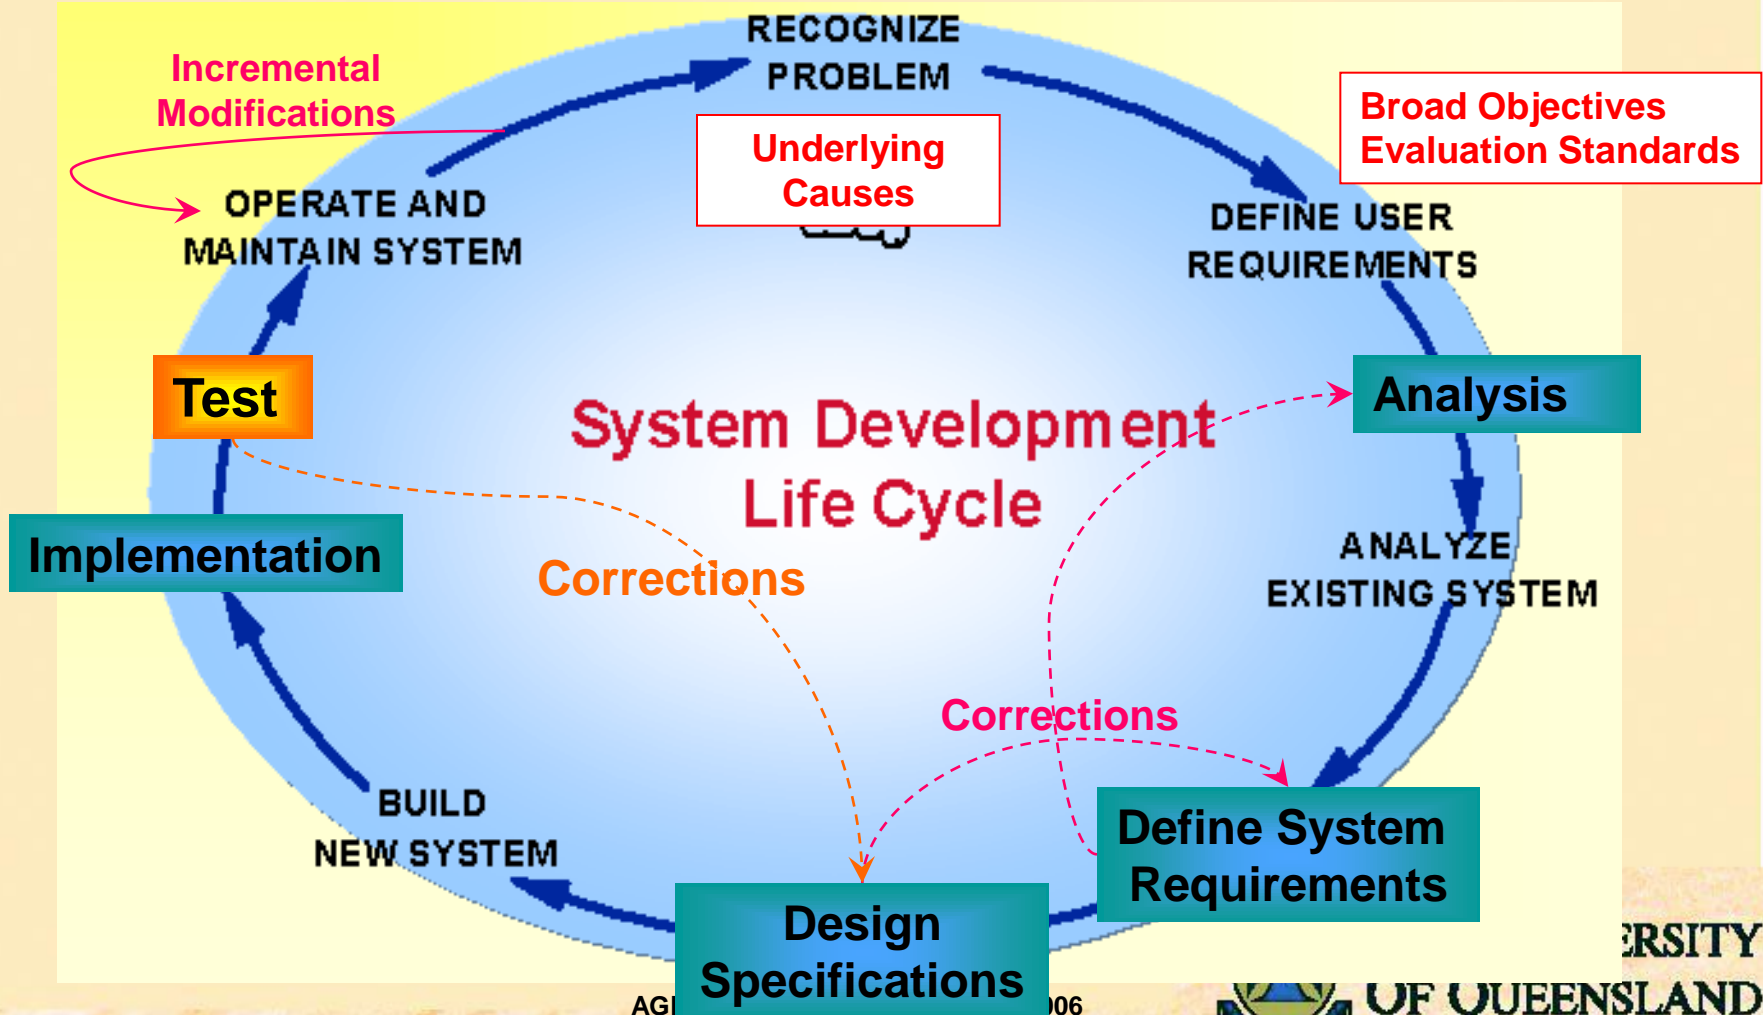 RECOGNIZE
PROBLEM
Incremental
Modifications
Broad Objectives
Evaluation Standards
Underlying
Causes
OPERATE AND
MAINTAIN SYSTEM
DEFINE USER
REQUIREMENTS
Test
Analysis
System Development
Life Cycle
Implementation
ANALYZE
EXISTING SYSTEM
Corrections
Corrections
BUILD
NEW SYSTEM
Define System
Requirements
Design
Specifications
OF QUEENSLAND